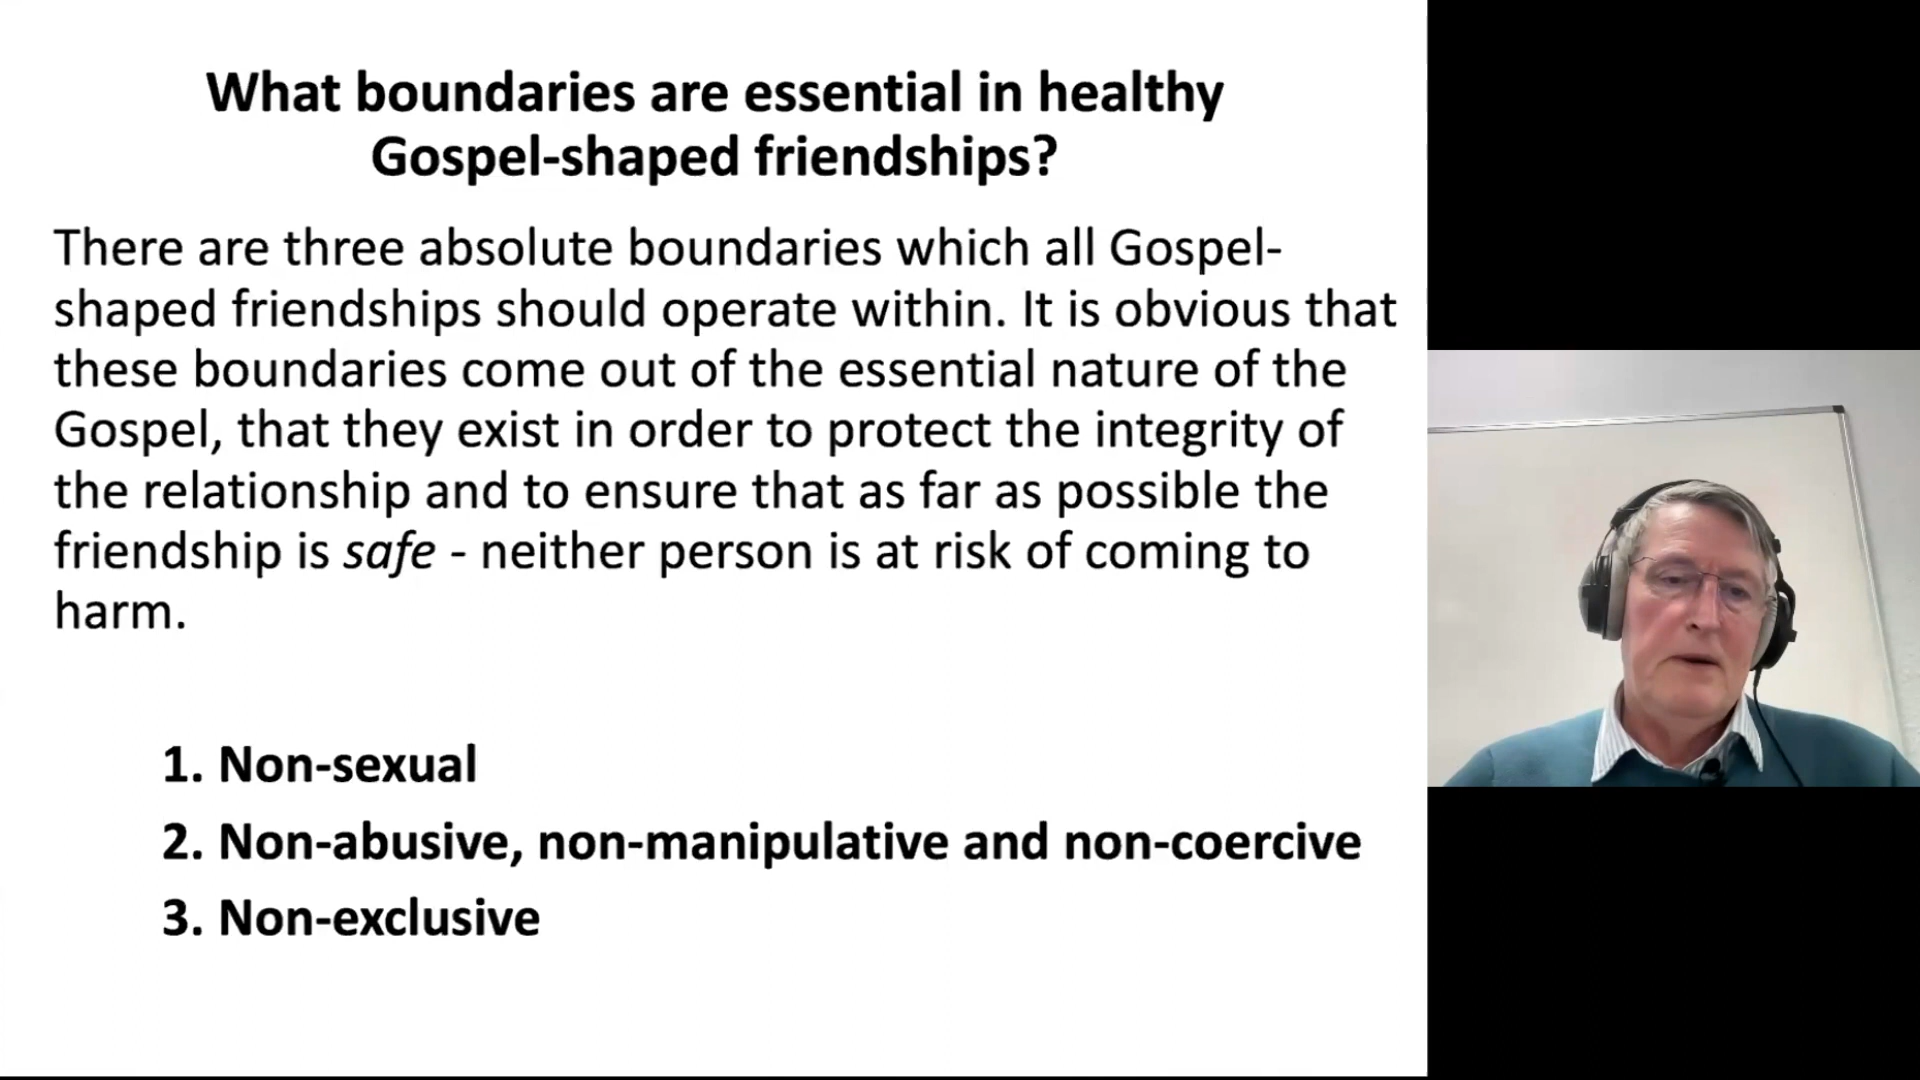 What boundaries are essential in healthy
Gospel-shaped friendships?
There are three absolute boundaries which all Gospel-
shaped friendships should operate within. It is obvious that
these boundaries come out of the essential nature of the
Gospel, that they exist in order to protect the integrity of
the relationship and to ensure that as far as possible the
friendship is safe - neither person is at risk of coming to
harm.
1. Non-sexual
2. Non-abusive, non-manipulative and non-coercive
3. Non-exclusive